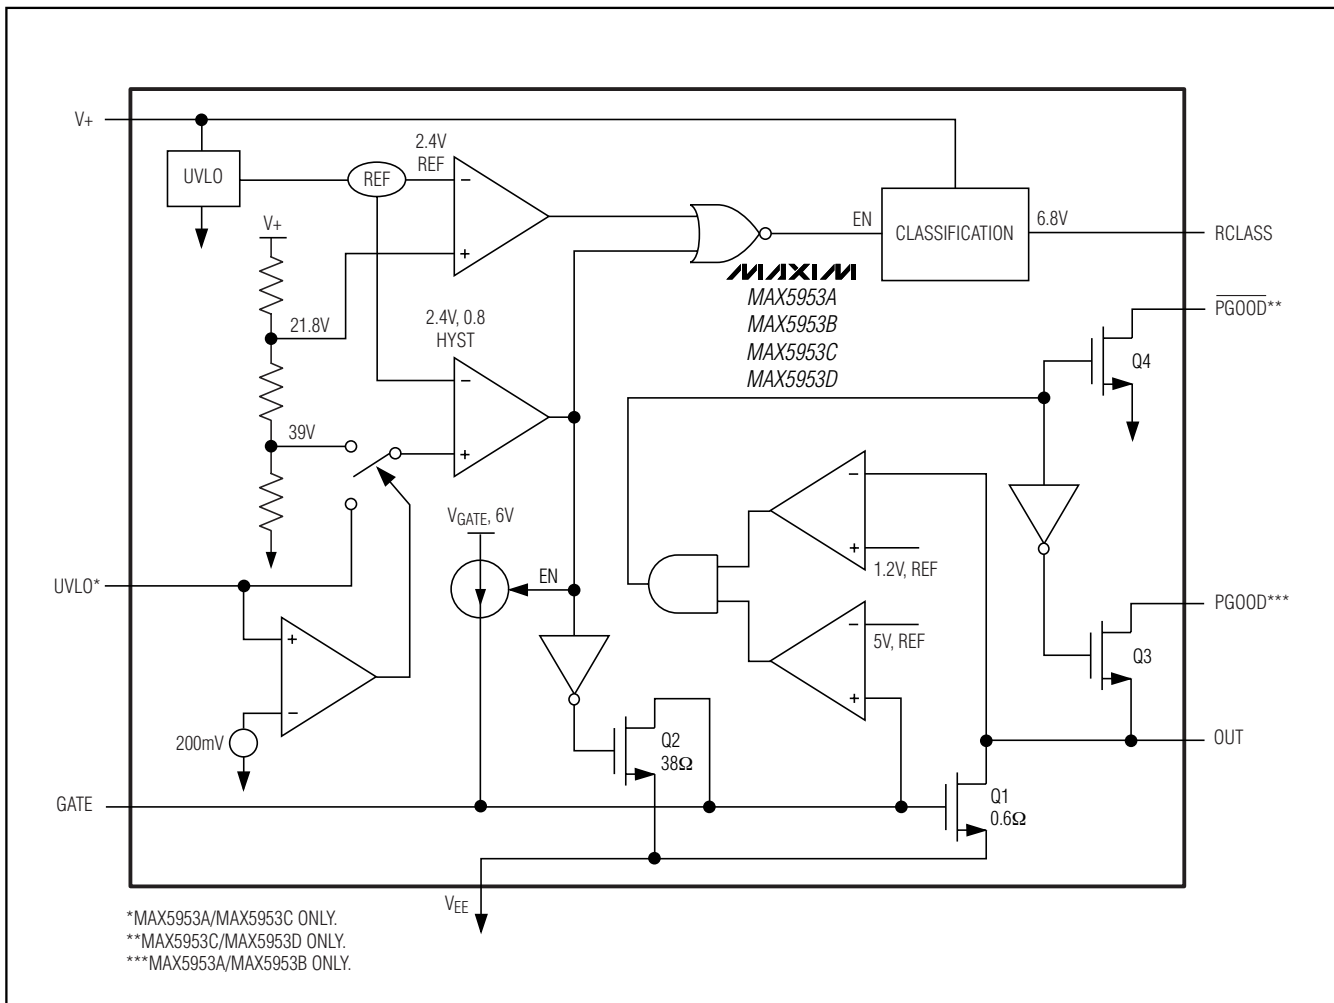 V+
UVLO
REF
2.4V
REF
−
+
V+
21.8V
2.4V, 0.8
HYST
−
+
39V
EN
CLASSIFICATION
6.8V
RCLASS
MAXIM
MAX5953A
MAX5953B
MAX5953C
MAX5953D
PGOOD**
Q4
VGATE, 6V
EN
UVLO*
+
−
200mV
−
+
1.2V, REF
−
5V, REF
+
PGOOD***
Q3
Q2
38Ω
OUT
GATE
Q1
0.6Ω
VEE
*MAX5953A/MAX5953C ONLY.
**MAX5953C/MAX5953D ONLY.
***MAX5953A/MAX5953B ONLY.